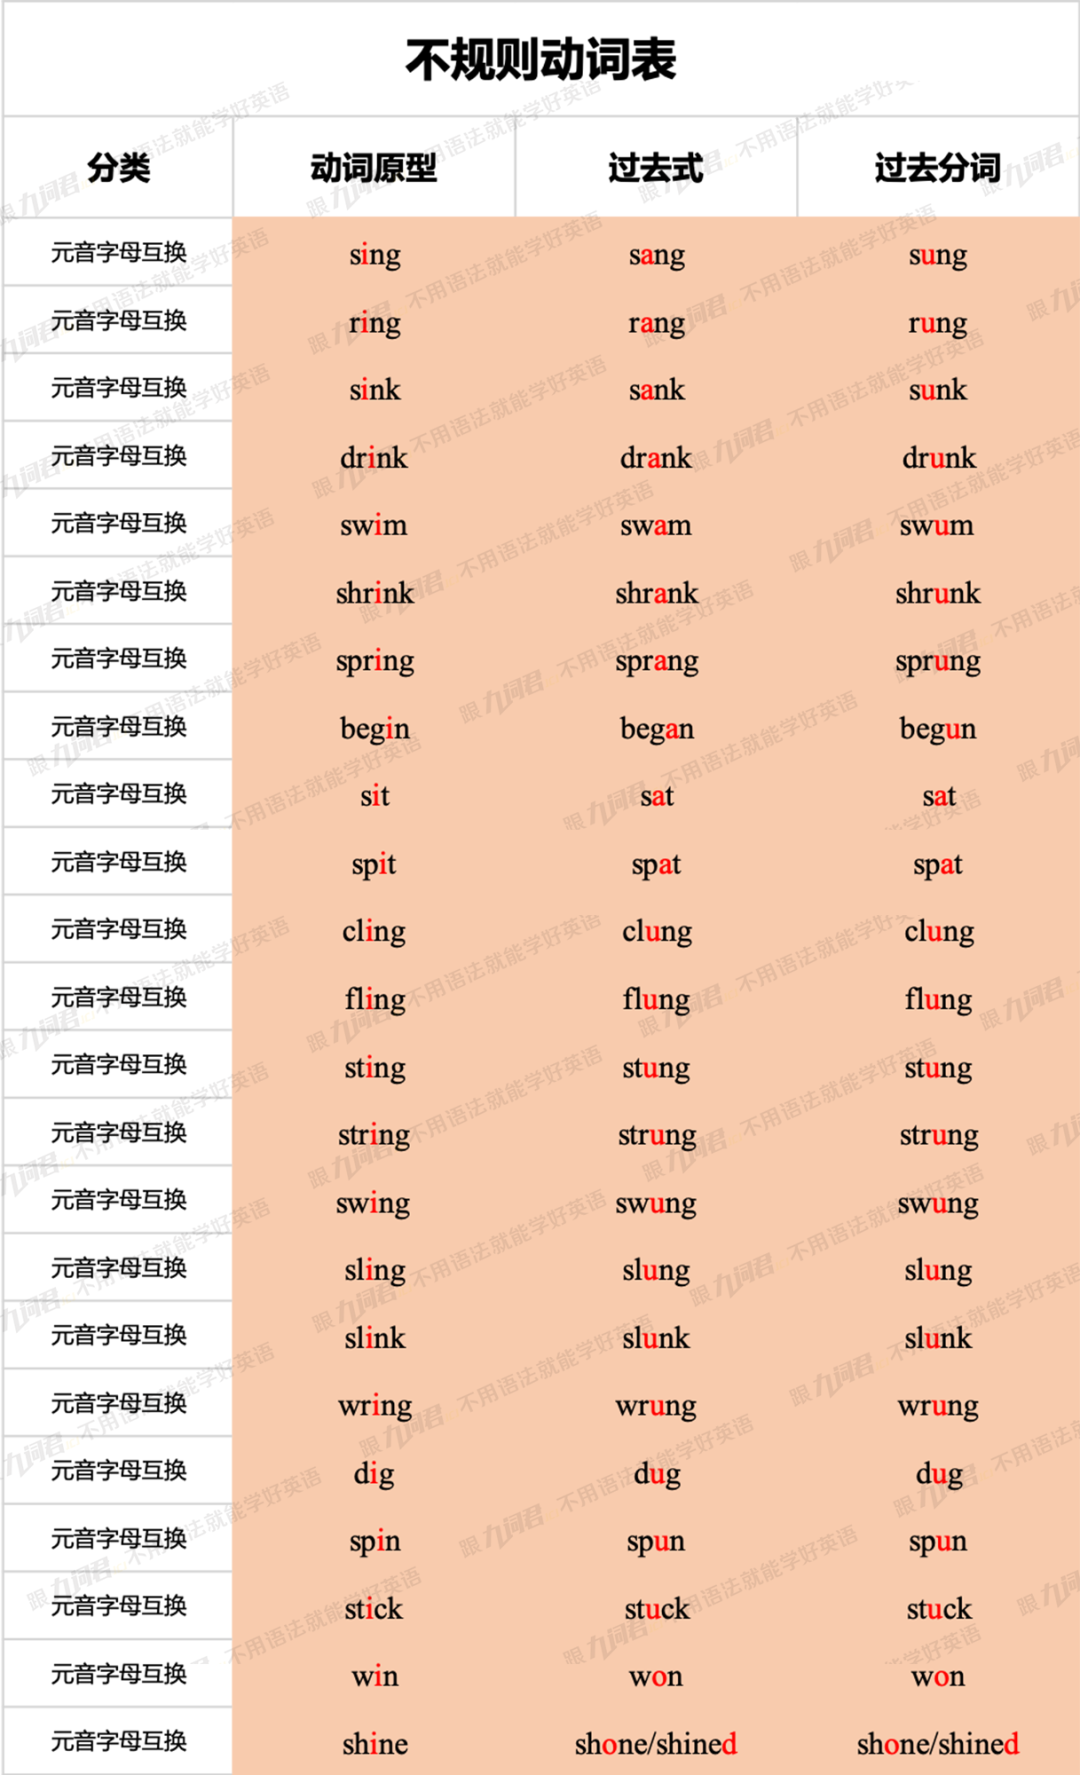 不规则动词表
分类 动词原型 过去式 过去分词
元音字母互换 sing sang sung
元音字母互换 ring rang rung
元音字母互换 sink sank sunk
元音字母互换 drink drank drunk
元音字母互换 swim swam swum
元音字母互换 shrink shrank shrunk
元音字母互换 spring sprang sprung
元音字母互换 begin began begun
元音字母互换 sit sat sat
元音字母互换 spit spat spat
元音字母互换 cling clung clung
元音字母互换 fling flung flung
元音字母互换 sting stung stung
元音字母互换 string strung strung
元音字母互换 swing swung swung
元音字母互换 sling slung slung
元音字母互换 slink slunk slunk
元音字母互换 wring wrung wrung
元音字母互换 dig dug dug
元音字母互换 spin spun spun
元音字母互换 stick stuck stuck
元音字母互换 win won won
元音字母互换 shine shone/shined shone/shined
跟九词君 不用语法就能学好英语